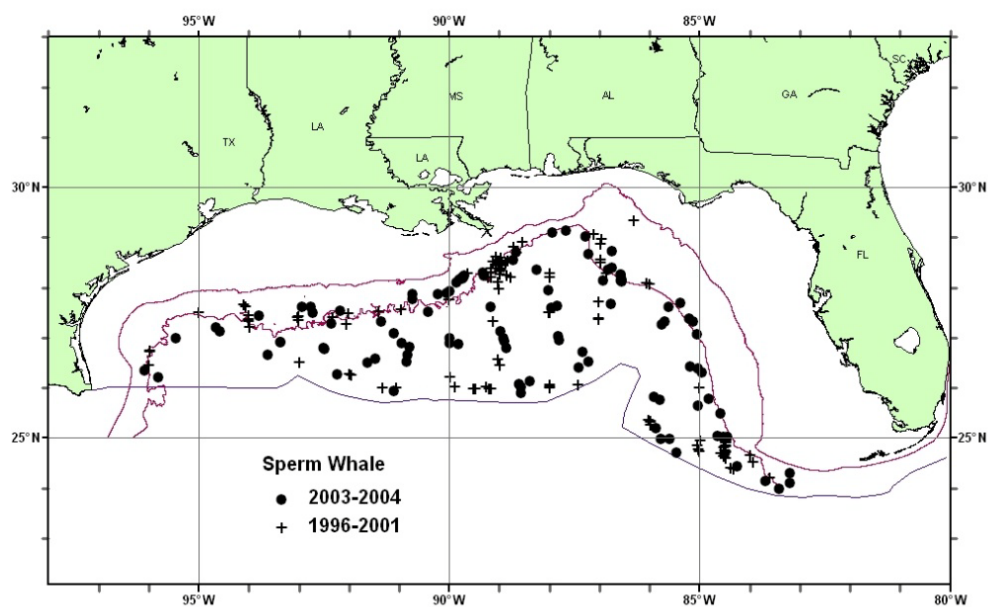 95°W 90°W 85°W
SC
MS AL GA
LA
TX
LA
30°N 30°N
FL
25°N 25°N
Sperm Whale
2003-2004
1996-2001
95°W 90°W 85°W 80°W